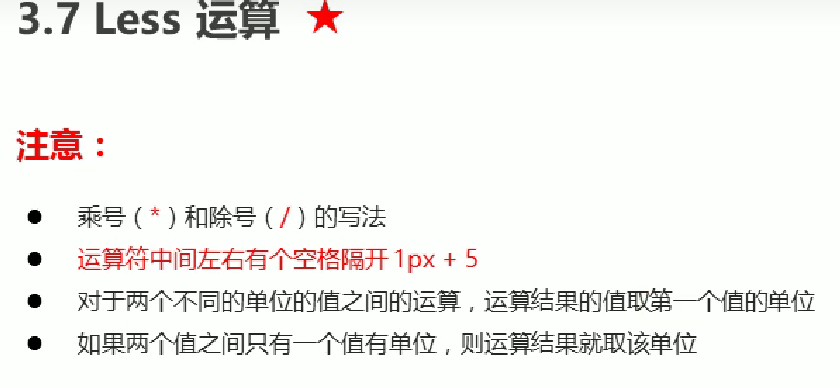 3.7 Less 运算 ★
注意：
● 乘号（*）和除号（/）的写法
● 运算符中间左右有个空格隔开 1px + 5
● 对于两个不同的单位的值之间的运算，运算结果的值取第一个值的单位
● 如果两个值之间只有一个值有单位，则运算结果就取该单位